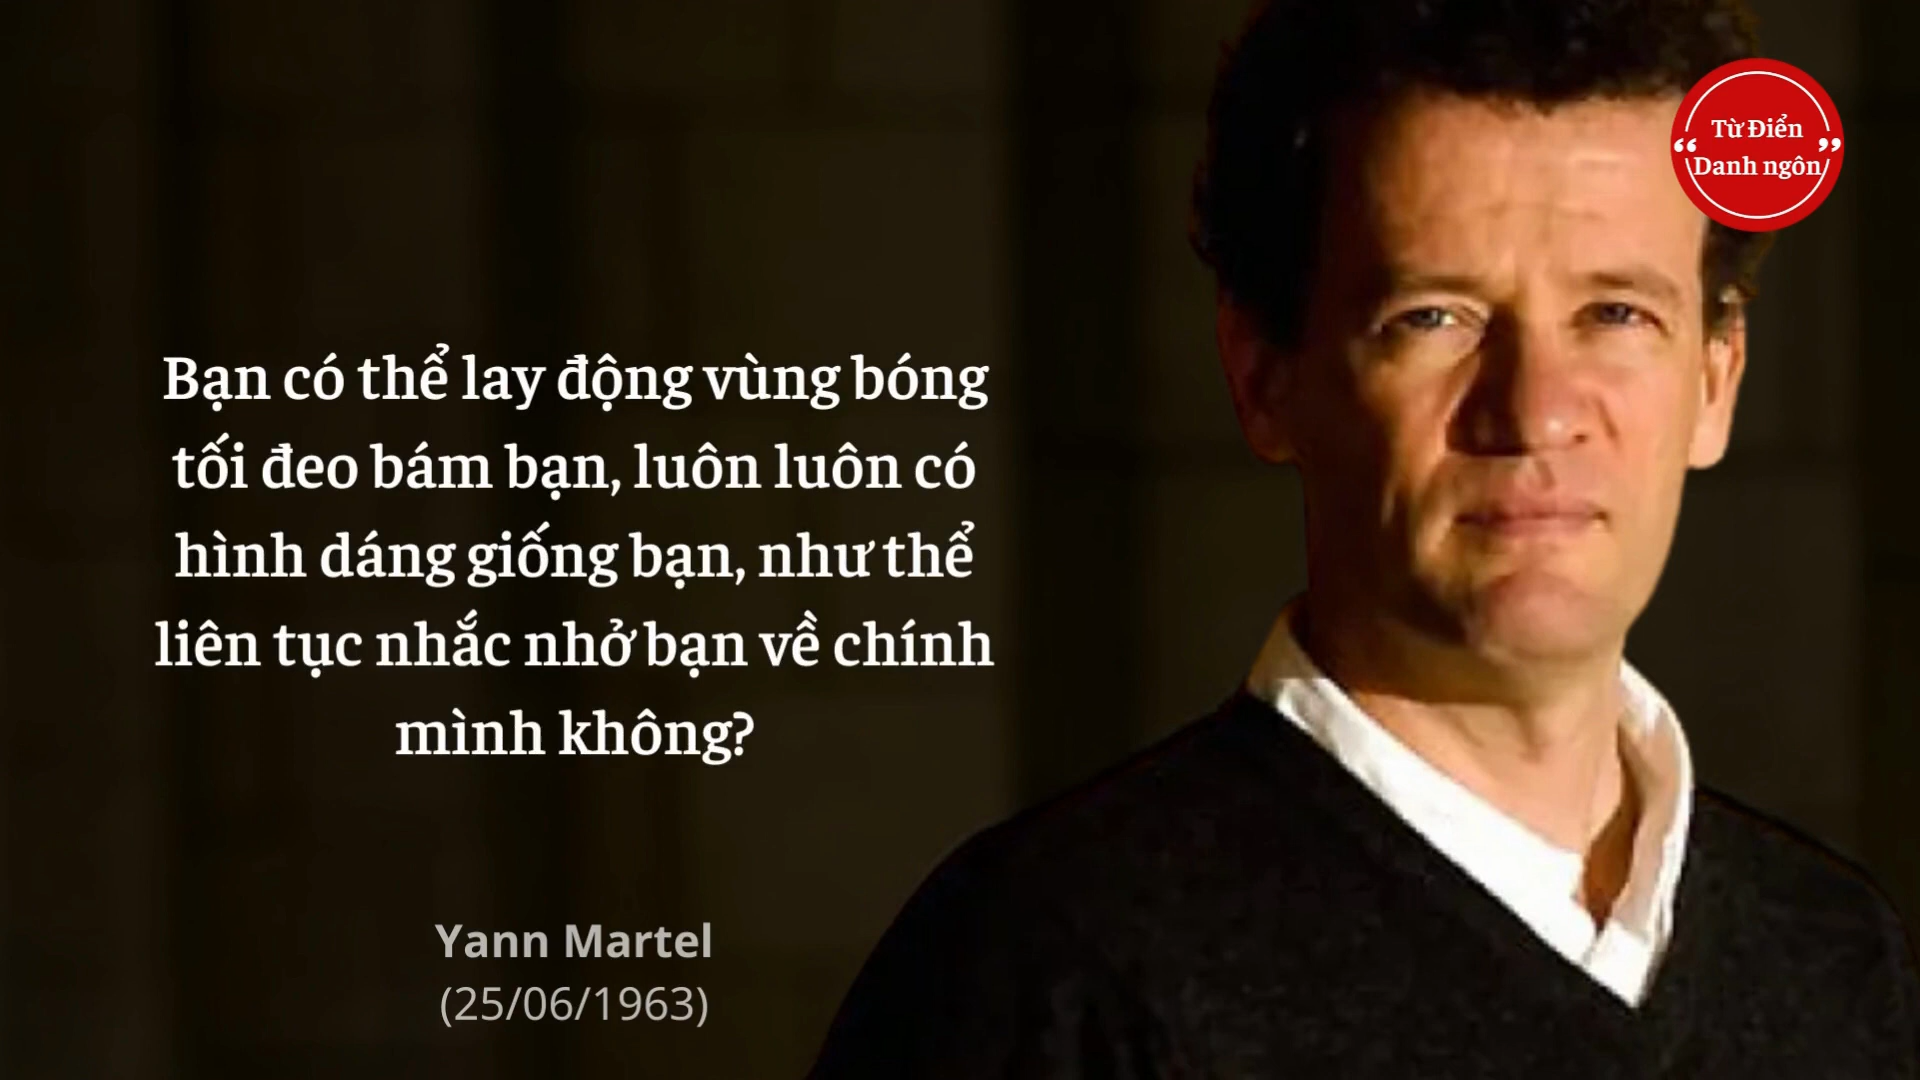 Từ Điển
“Danh ngôn”
Bạn có thể lay động vùng bóng
tối đeo bám bạn, luôn luôn có
hình dáng giống bạn, như thể
liên tục nhắc nhở bạn về chính
mình không?
Yann Martel
(25/06/1963)